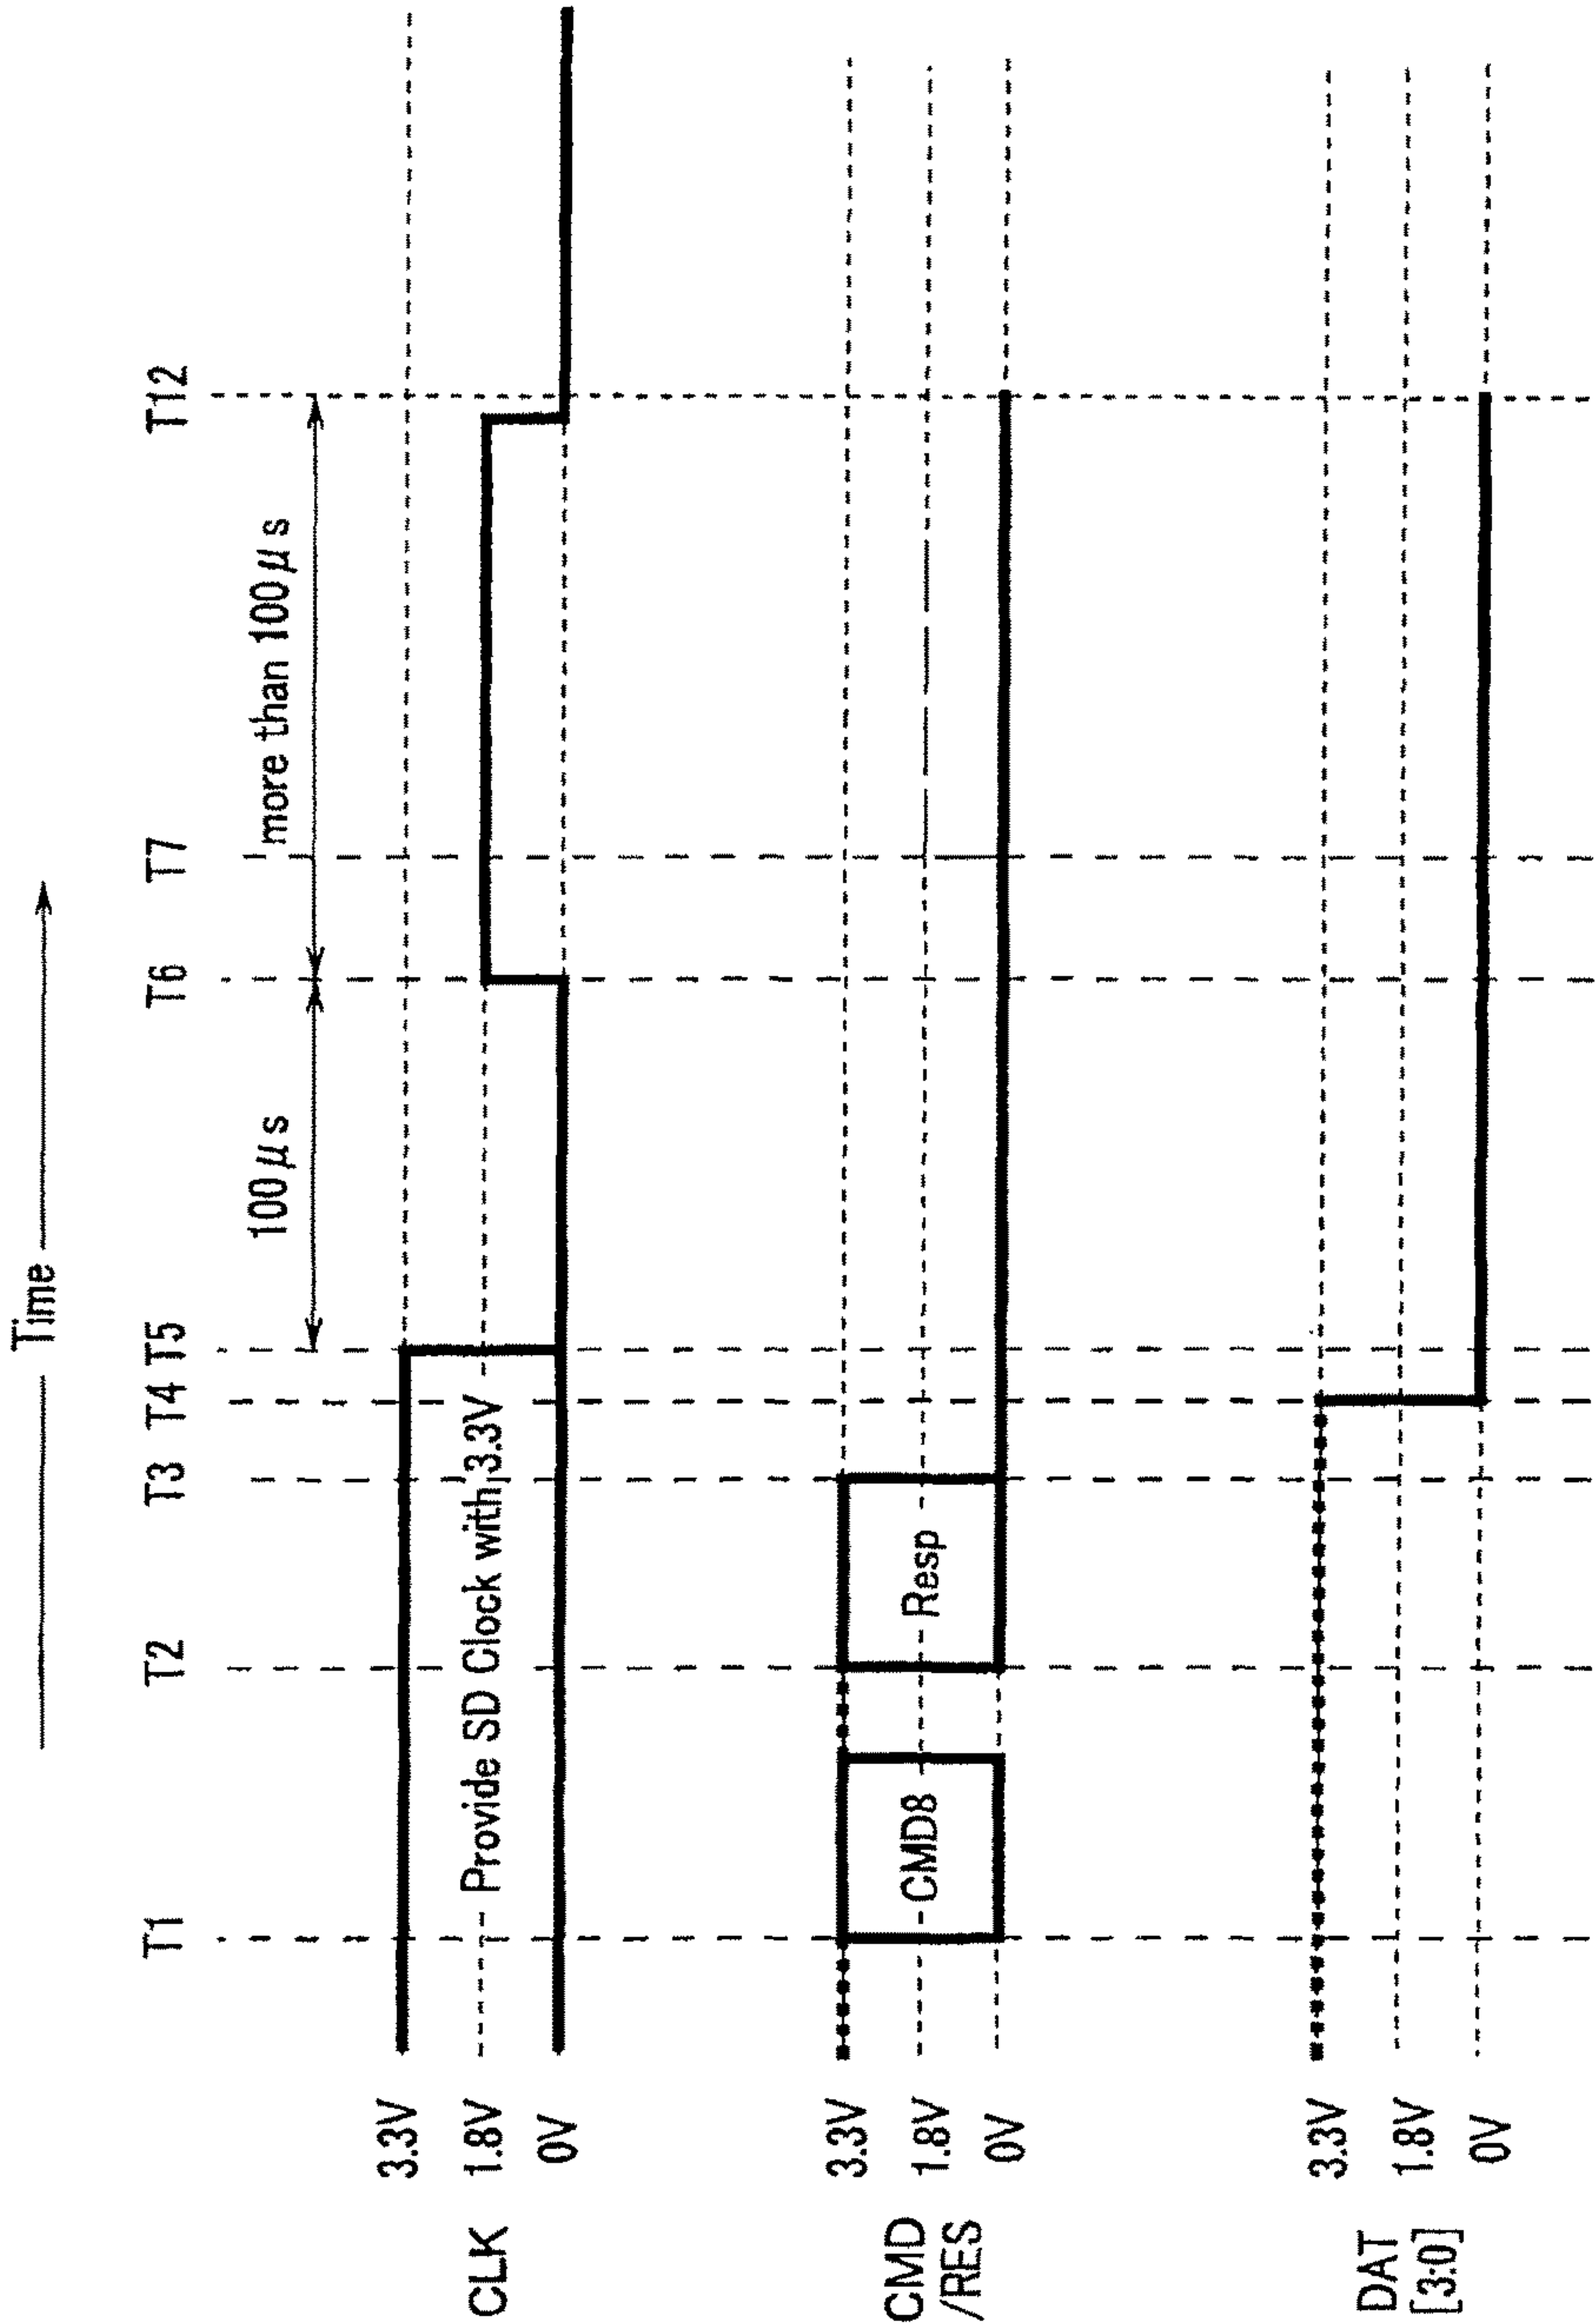 Time
T1
T2
T3
T4
T5
T6
T7
T12
100μs
more than 100μs
CLK
3.3V
1.8V
0V
Provide SD Clock with 3.3V
CMD
/RES
3.3V
1.8V
0V
CMD8
Resp
DAT
[3:0]
3.3V
1.8V
0V